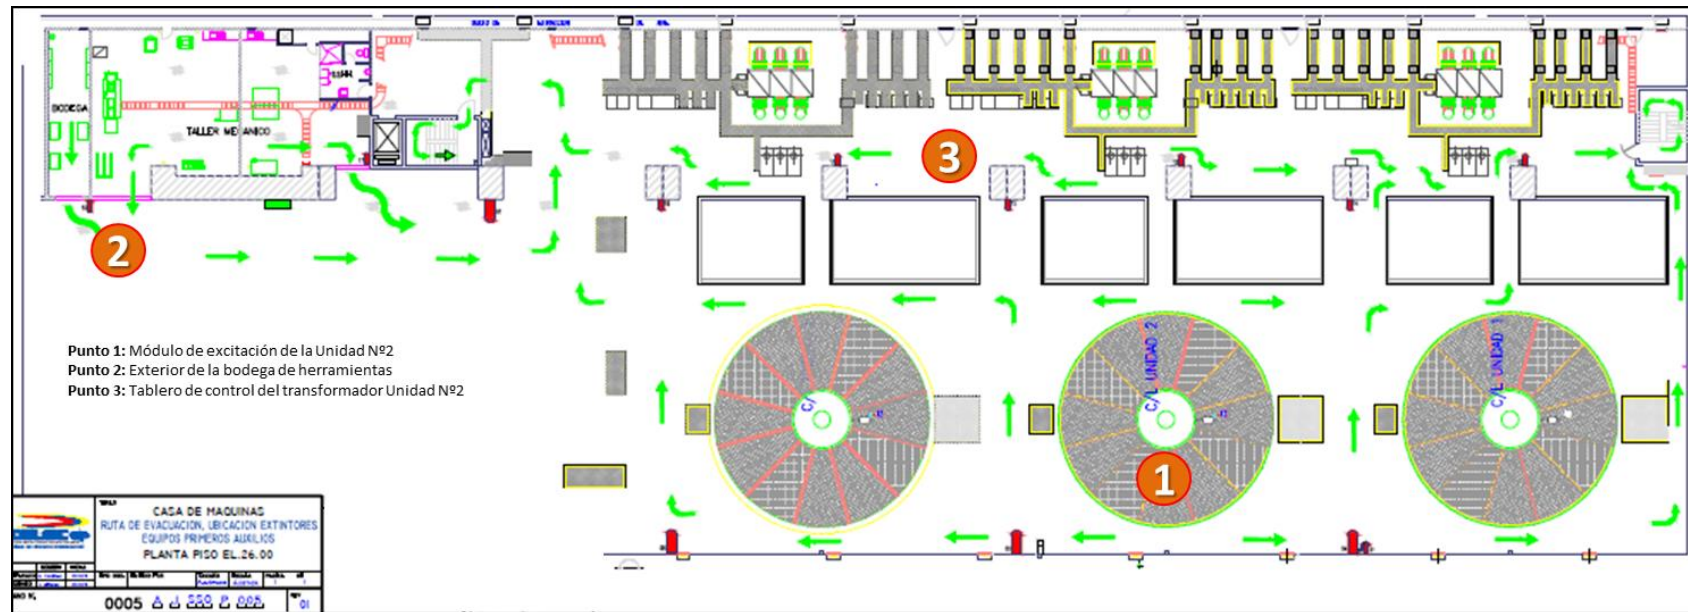 BODEGA
TALLER MECANICO
3
2
Punto 1: Módulo de excitación de la Unidad Nº2
Punto 2: Exterior de la bodega de herramientas
Punto 3: Tablero de control del transformador Unidad Nº2
C/
C/L UNIDAD 2
C/L UNIDAD 1
1
CASA DE MAQUINAS
RUTA DE EVACUACION, UBICACION EXTINTORES
EQUIPOS PRIMEROS AUXILIOS
PLANTA PISO EL.26.00
0005
01